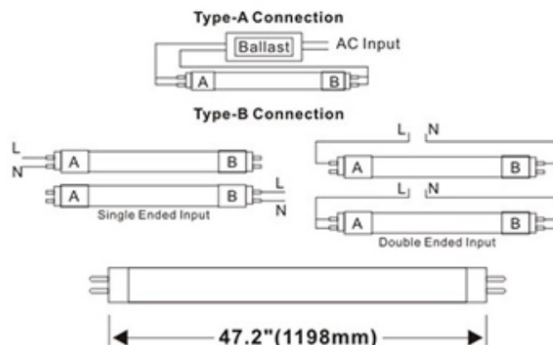 Type-A Connection
Ballast
AC Input
A
B
Type-B Connection
L
N
A
B
A
B
L
N
Single Ended Input
L N
A
B
L N
A
B
Double Ended Input
47.2"(1198mm)